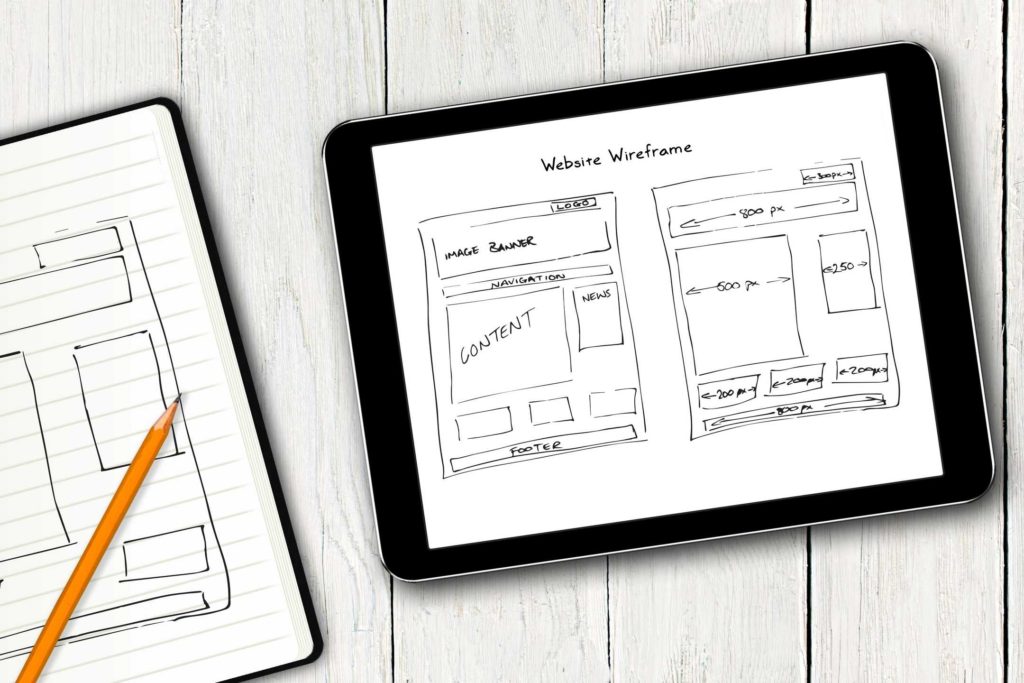 Website Wireframe
LOGO
IMAGE BANNER
NAVIGATION
CONTENT
NEWS
FOOTER
300px
800 px
500 px
250
200 px
200px
200px
800 px